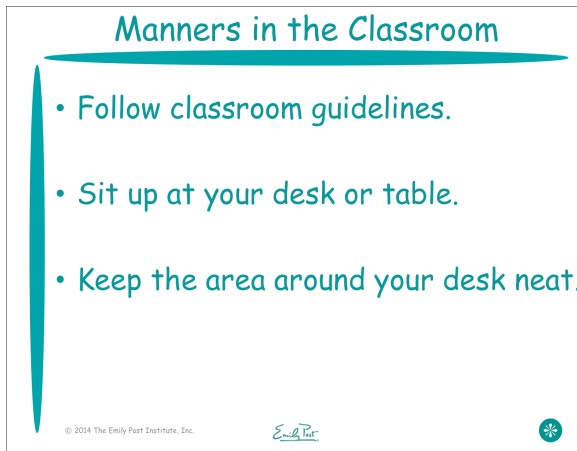 Manners in the Classroom
• Follow classroom guidelines.
• Sit up at your desk or table.
• Keep the area around your desk neat.
© 2014 The Emily Post Institute, Inc.
Emily Post